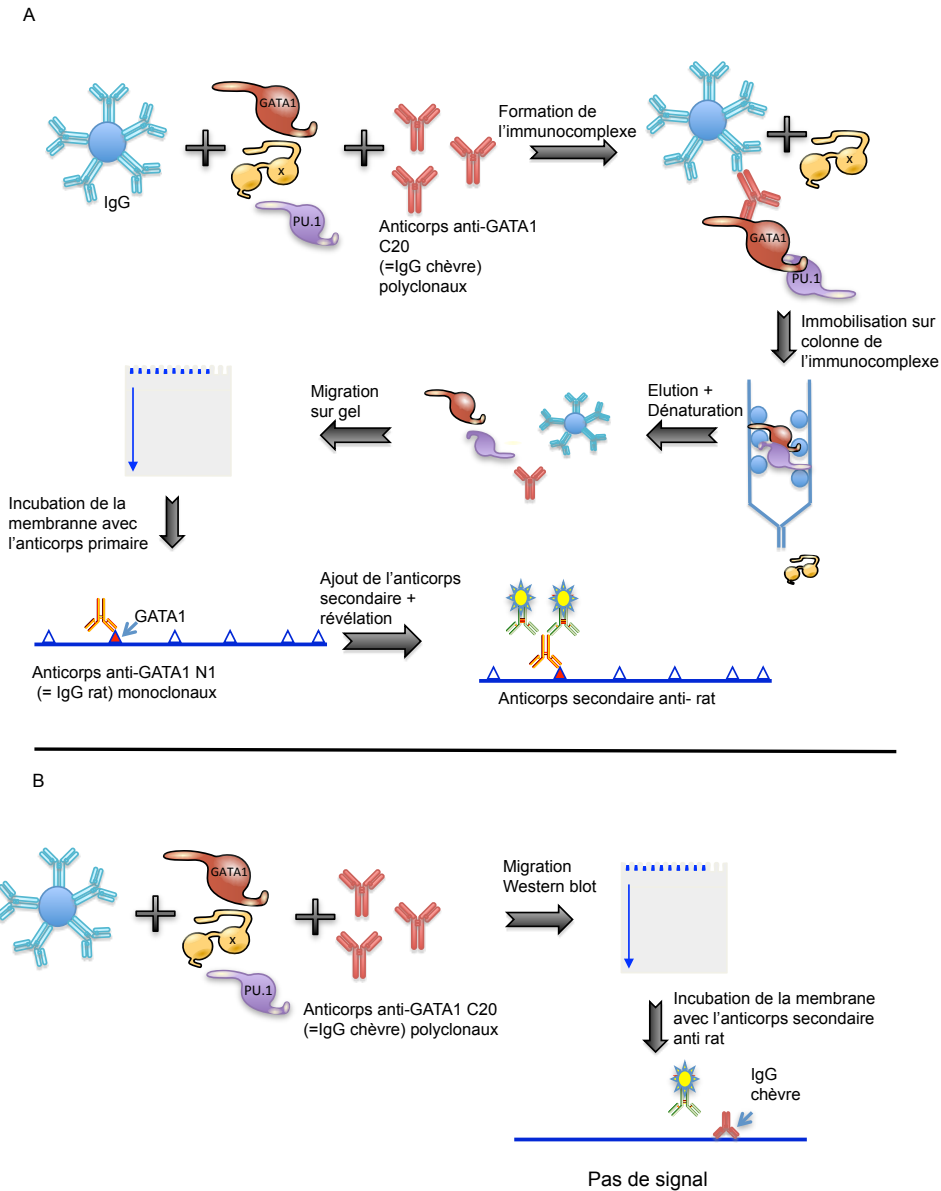 A
GATA1
X
PU.1
IgG
Anticorps anti-GATA1
C20
(=IgG chèvre)
polyclonaux
Formation de
l'immunocomplexe
X
GATA1
PU.1
Immobilisation sur
colonne de
l'immunocomplexe
Elution +
Dénaturation
Migration
sur gel
Incubation de la
membranne avec
l'anticorps primaire
GATA1
Anticorps anti-GATA1 N1
(= IgG rat) monoclonaux
Ajout de l'anticorps
secondaire +
révélation
Anticorps secondaire anti- rat
B
GATA1
X
PU.1
Anticorps anti-GATA1 C20
(=IgG chèvre) polyclonaux
Migration
Western blot
Incubation de la membrane
avec l'anticorps secondaire
anti rat
IgG
chèvre
Pas de signal